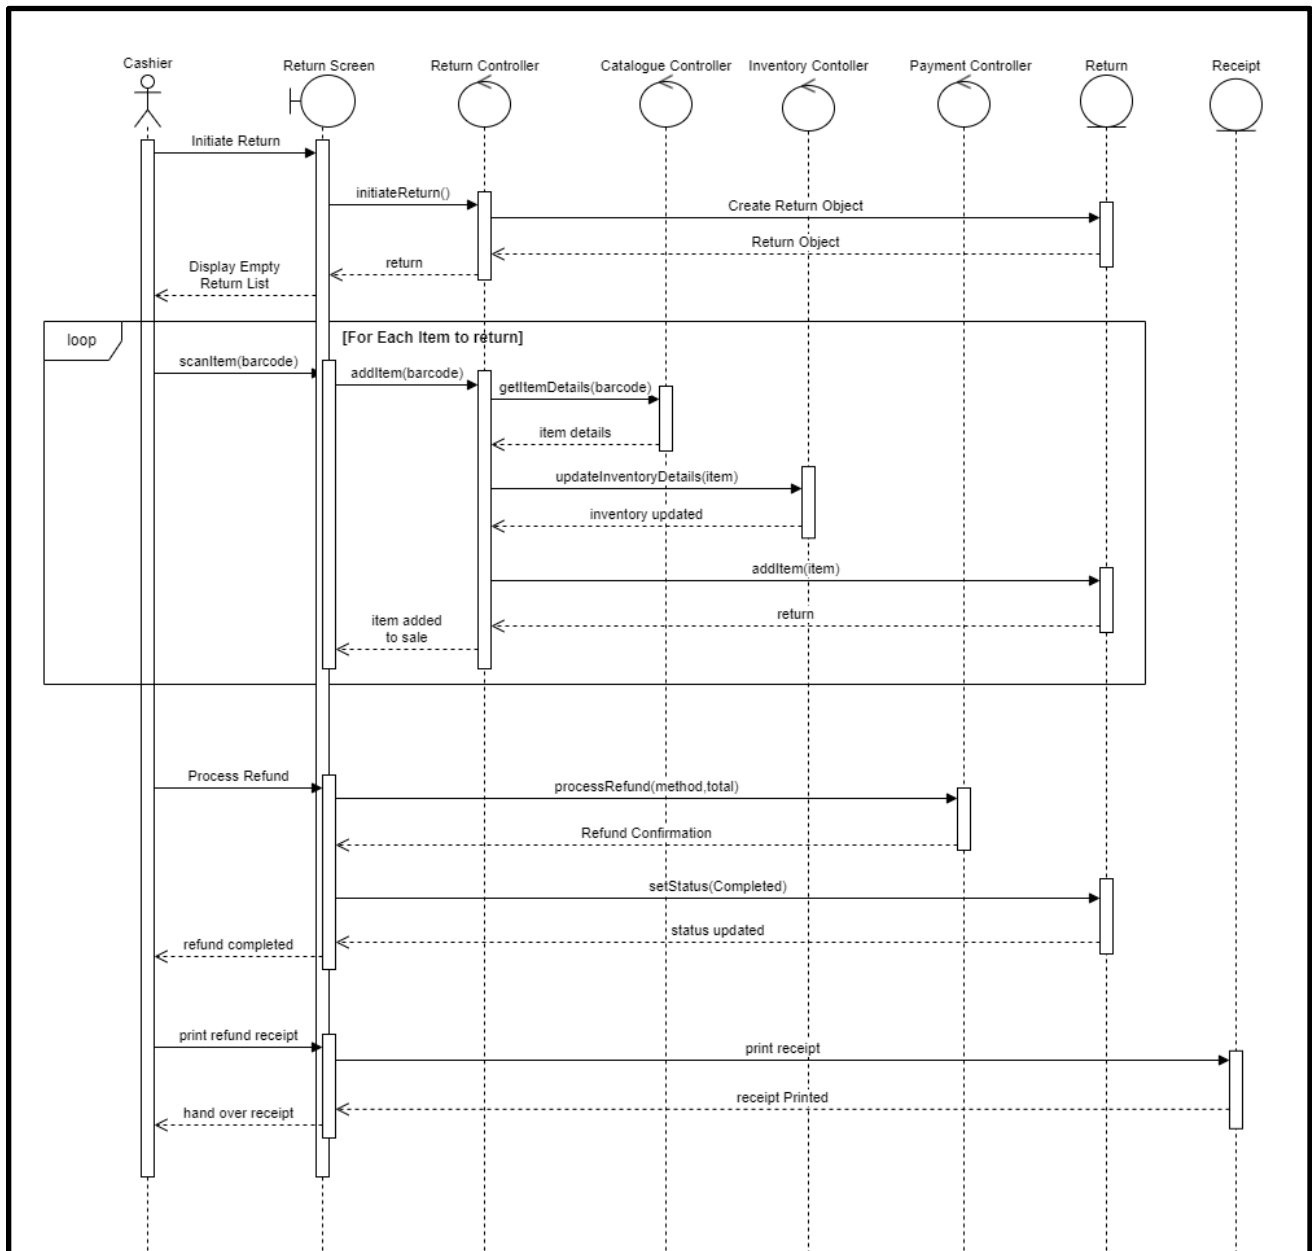 Cashier
Return Screen
Return Controller
Catalogue Controller
Inventory Contoller
Payment Controller
Return
Receipt
Initiate Return
initiateReturn()
Create Return Object
Return Object
return
Display Empty
Return List
loop
[For Each Item to return]
scanItem(barcode)
addItem(barcode)
getItemDetails(barcode)
item details
updateInventoryDetails(item)
inventory updated
addItem(item)
return
item added
to sale
Process Refund
processRefund(method,total)
Refund Confirmation
setStatus(Completed)
status updated
refund completed
print refund receipt
print receipt
receipt Printed
hand over receipt